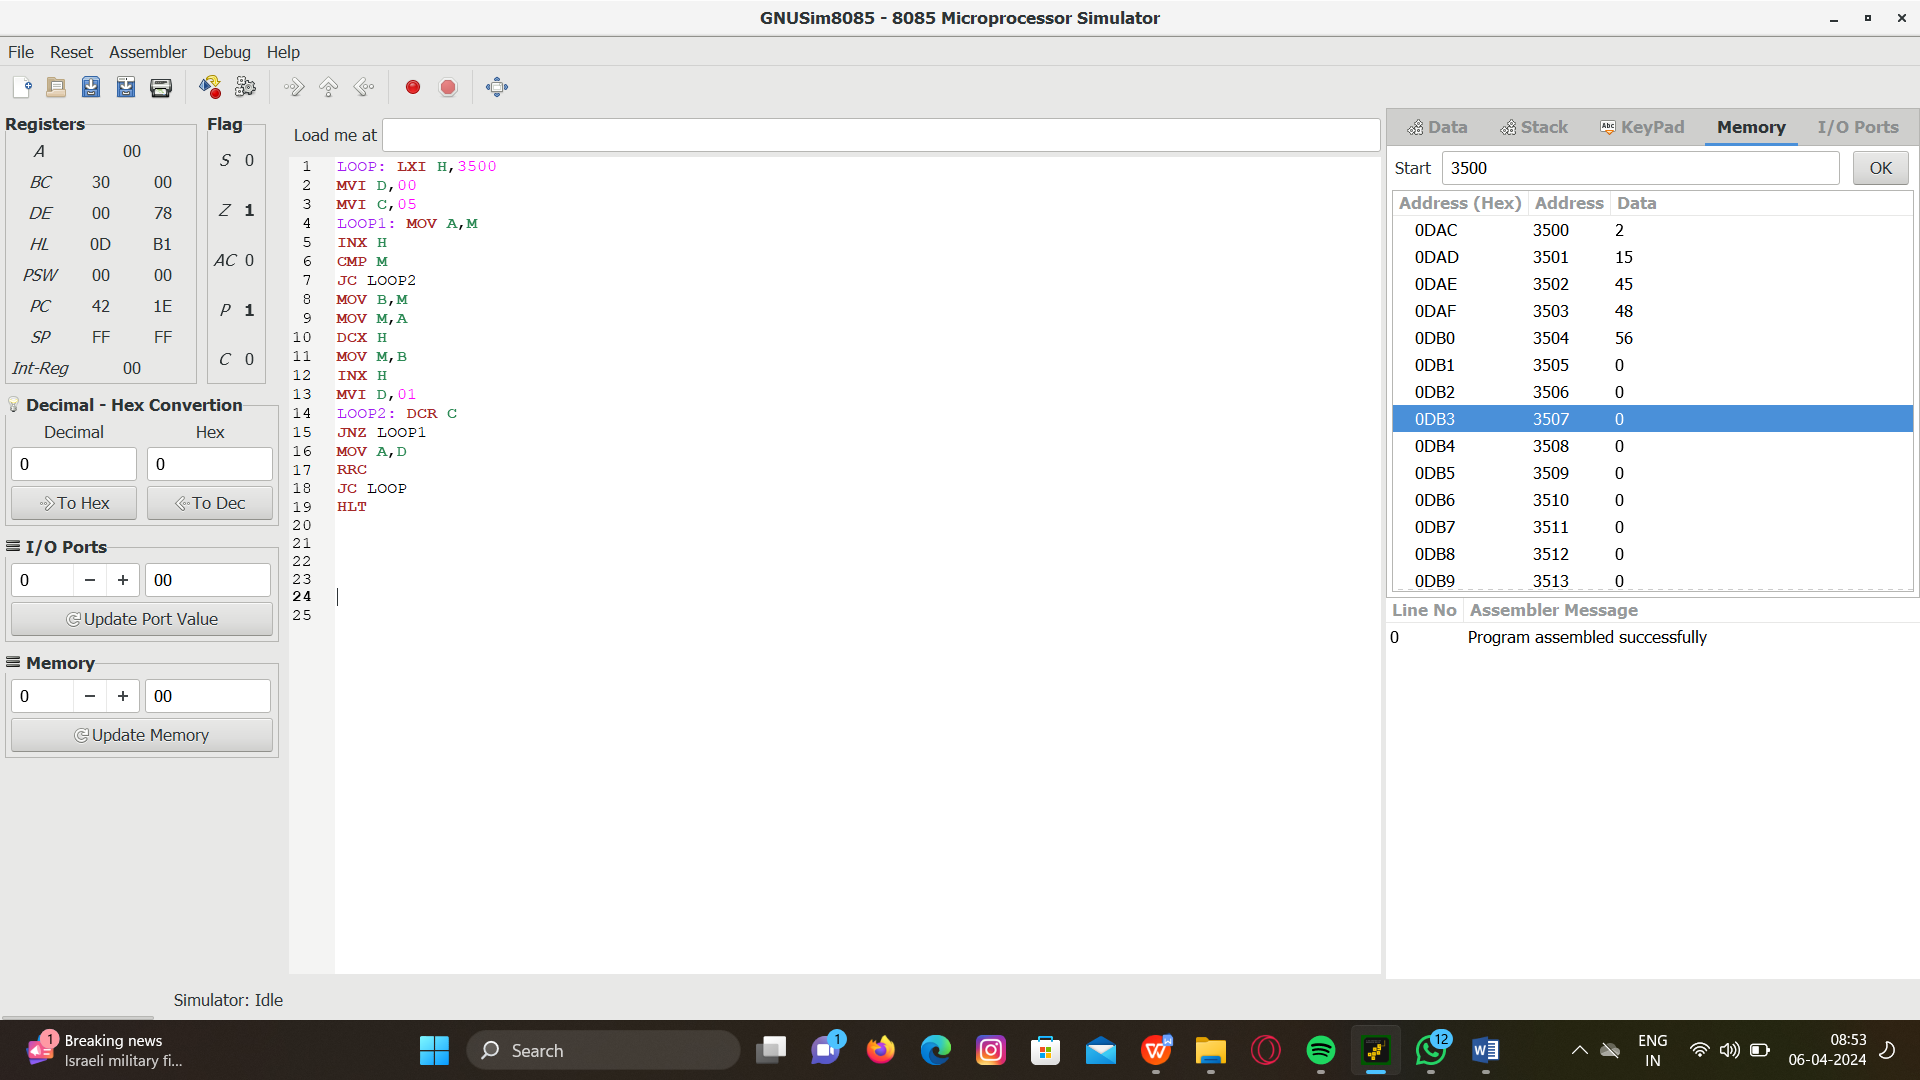 GNUSim8085 - 8085 Microprocessor Simulator
File Reset Assembler Debug Help
Registers
A 00
BC 30 00
DE 00 78
HL 0D B1
PSW 00 00
PC 42 1E
SP FF FF
Int-Reg 00
Flag
S 0
Z 1
AC 0
P 1
C 0
Decimal - Hex Convertion
Decimal Hex
0 0
To Hex To Dec
I/O Ports
0 − + 00
Update Port Value
Memory
0 − + 00
Update Memory
Load me at
1 LOOP: LXI H,3500
2 MVI D,00
3 MVI C,05
4 LOOP1: MOV A,M
5 INX H
6 CMP M
7 JC LOOP2
8 MOV B,M
9 MOV M,A
10 DCX H
11 MOV M,B
12 INX H
13 MVI D,01
14 LOOP2: DCR C
15 JNZ LOOP1
16 MOV A,D
17 RRC
18 JC LOOP
19 HLT
20
21
22
23
24
25
Data Stack Abc KeyPad Memory I/O Ports
Start 3500 OK
Address (Hex) Address Data
0DAC 3500 2
0DAD 3501 15
0DAE 3502 45
0DAF 3503 48
0DB0 3504 56
0DB1 3505 0
0DB2 3506 0
0DB3 3507 0
0DB4 3508 0
0DB5 3509 0
0DB6 3510 0
0DB7 3511 0
0DB8 3512 0
0DB9 3513 0
Line No Assembler Message
0 Program assembled successfully
Simulator: Idle
1 Breaking news
Israeli military fi...
Search
1
12
ENG
IN
08:53
06-04-2024